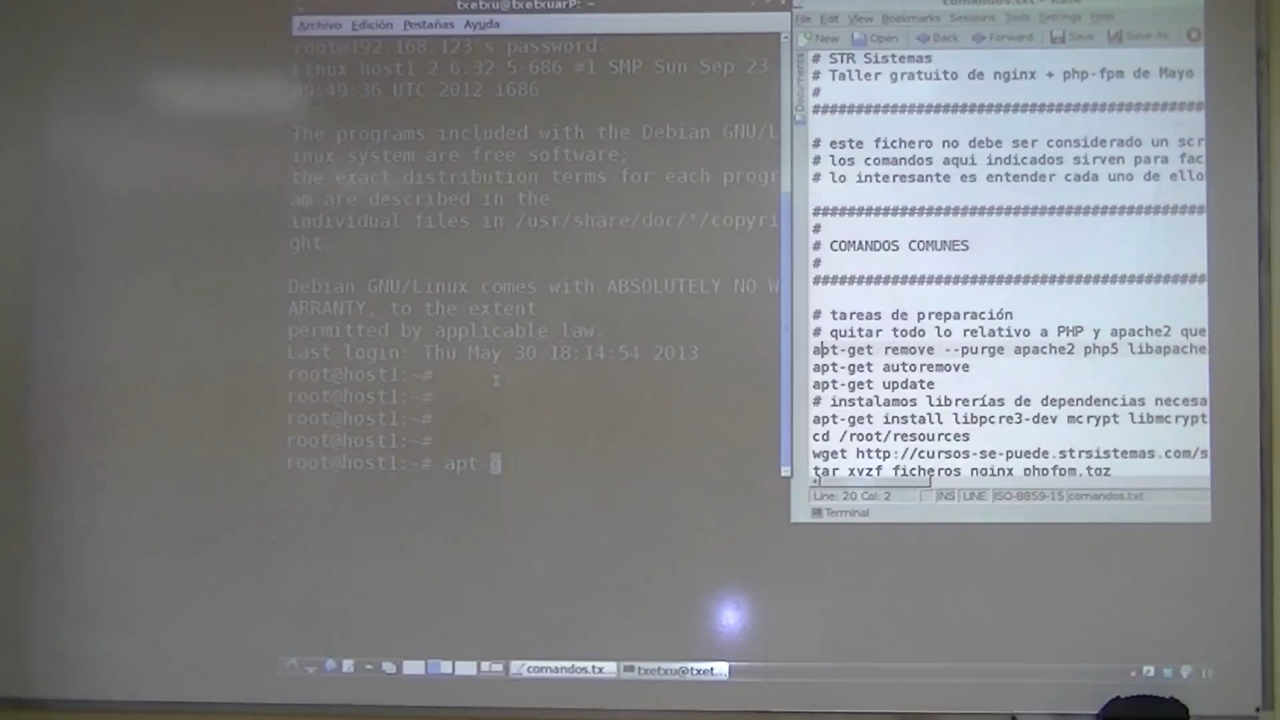 txetxu@txetxuarP: ~
Archivo Edición Pestañas Ayuda
root@192.168.123's password:
Linux host1 2.6.32-5-686 #1 SMP Sun Sep 23
09:49:36 UTC 2012 i686
The programs included with the Debian GNU/L
inux system are free software;
the exact distribution terms for each progr
am are described in the
individual files in /usr/share/doc/*/copyri
ght.
Debian GNU/Linux comes with ABSOLUTELY NO W
ARRANTY, to the extent
permitted by applicable law.
Last login: Thu May 30 18:14:54 2013
root@host1:~#
root@host1:~#
root@host1:~#
root@host1:~#
root@host1:~# apt-g
comandos.txt
File Edit View Bookmarks Sessions Tools Settings Help
New Open Back Forward Save Save As
Documents
# STR Sistemas
# Taller gratuito de nginx + php-fpm de Mayo
#
##############################################
# este fichero no debe ser considerado un scr
# los comandos aqui indicados sirven para fac
# lo interesante es entender cada uno de ello
##############################################
#
# COMANDOS COMUNES
#
##############################################
# tareas de preparación
# quitar todo lo relativo a PHP y apache2 que
apt-get remove --purge apache2 php5 libapache
apt-get autoremove
apt-get update
# instalamos librerías de dependencias necesa
apt-get install libpcre3-dev mcrypt libmcrypt
cd /root/resources
wget http://cursos-se-puede.strsistemas.com/s
tar xvzf ficheros_nginx_phpfpm.tgz
Line: 20 Col: 2 INS LINE ISO-8859-15 comandos.txt
Terminal
comandos.tx...
txetxu@txet...